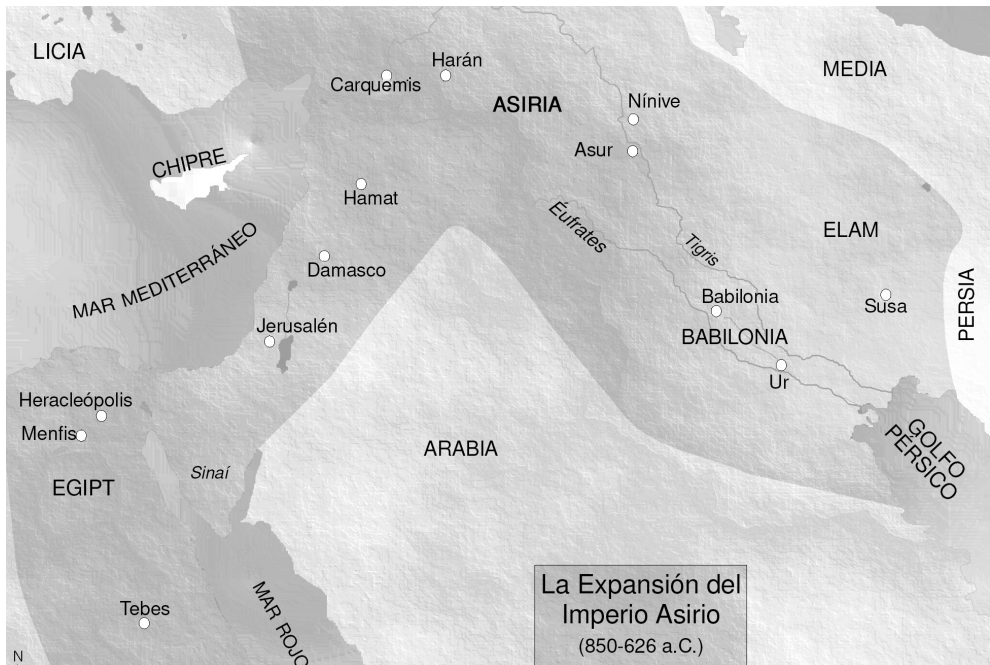 LICIA
Harán
Carquemis
MEDIA
ASIRIA
Nínive
Asur
CHIPRE
Hamat
Éufrates
MAR MEDITERRÁNEO
Tigris
ELAM
Damasco
PERSIA
Babilonia
Susa
Jerusalén
BABILONIA
Ur
Heracleópolis
Menfis
ARABIA
GOLFO
PÉRSICO
Sinaí
EGIPT
La Expansión del
Imperio Asirio
(850-626 a.C.)
Tebes
MAR ROJO
N